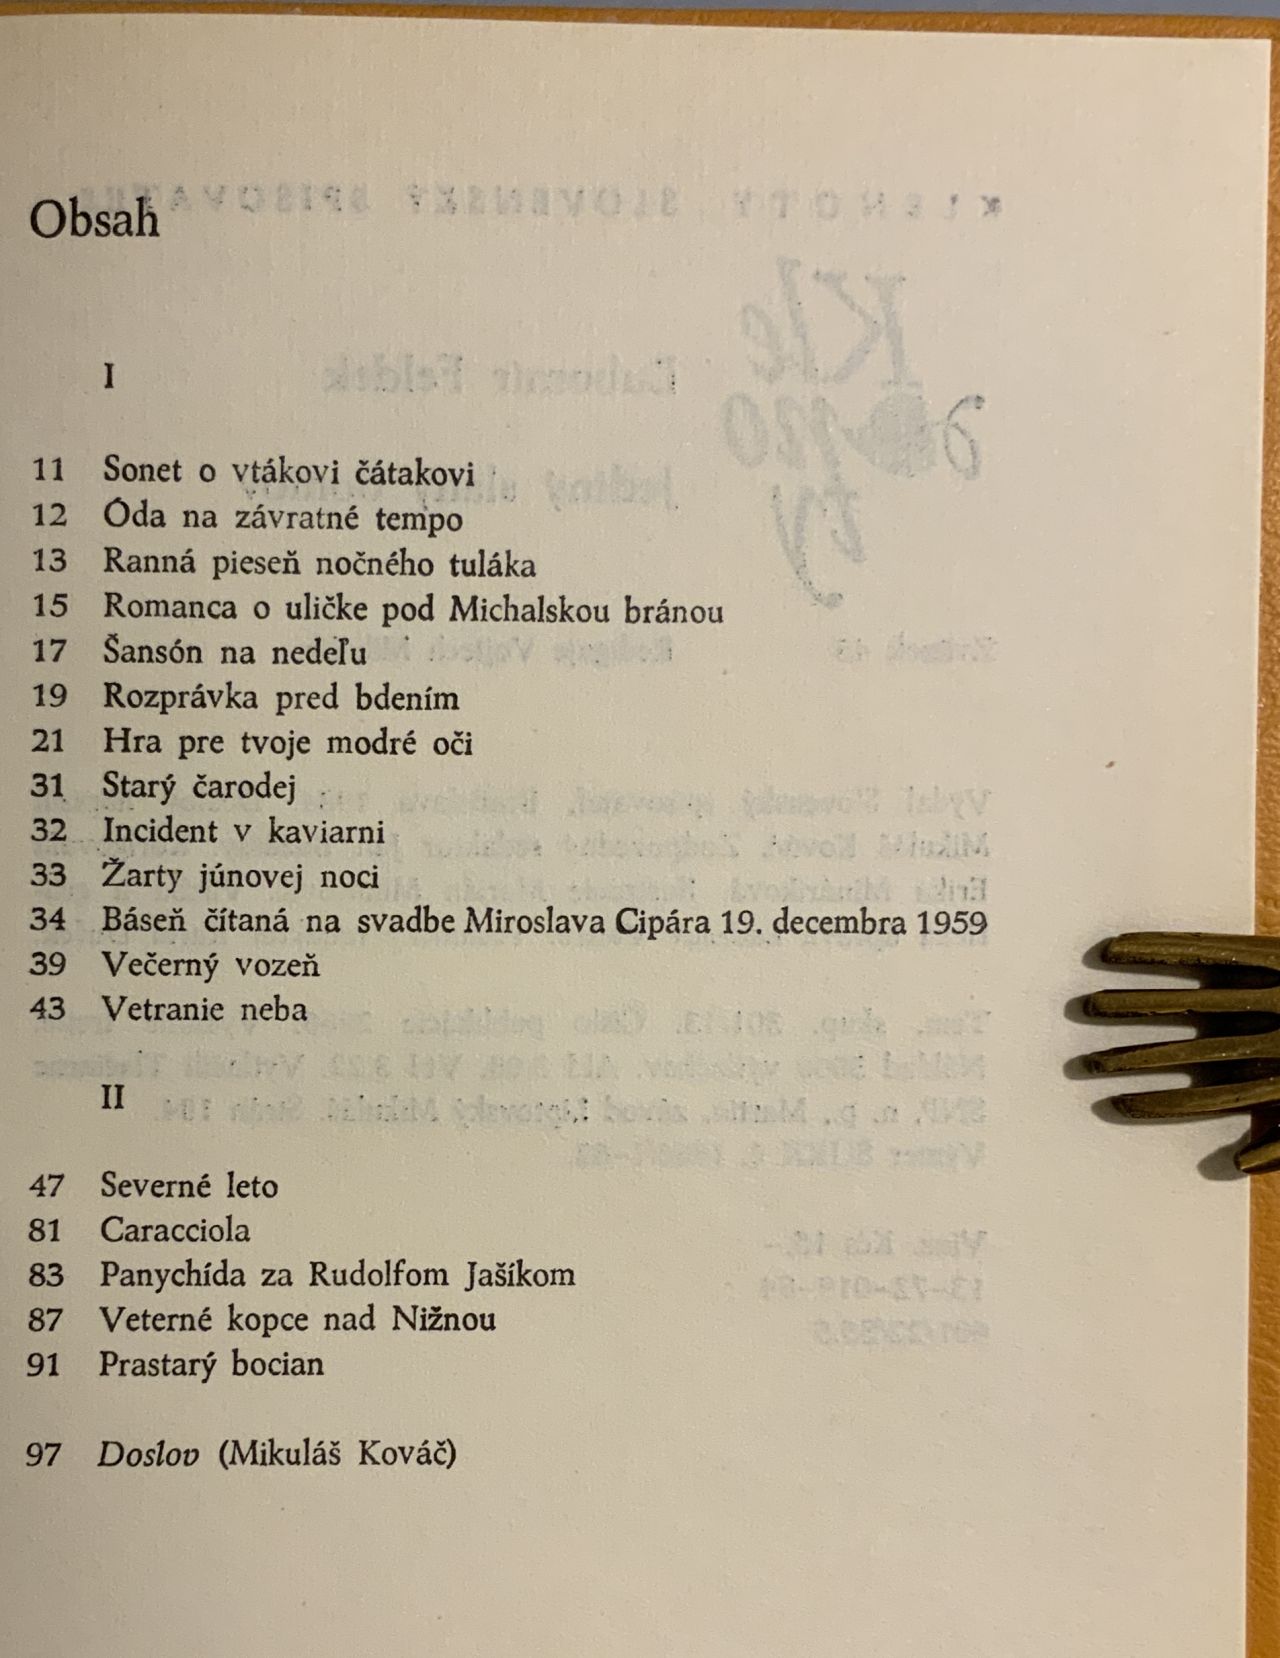 Obsah
I
11 Sonet o vtákovi čátakovi
12 Óda na závratné tempo
13 Ranná pieseň nočného tuláka
15 Romanca o uličke pod Michalskou bránou
17 Šansón na nedeľu
19 Rozprávka pred bdením
21 Hra pre tvoje modré oči
31 Starý čarodej
32 Incident v kaviarni
33 Žarty júnovej noci
34 Báseň čítaná na svadbe Miroslava Cipára 19. decembra 1959
39 Večerný vozeň
43 Vetranie neba
II
47 Severné leto
81 Caracciola
83 Panychída za Rudolfom Jašíkom
87 Veterné kopce nad Nižnou
91 Prastarý bocian
97 Doslov (Mikuláš Kováč)